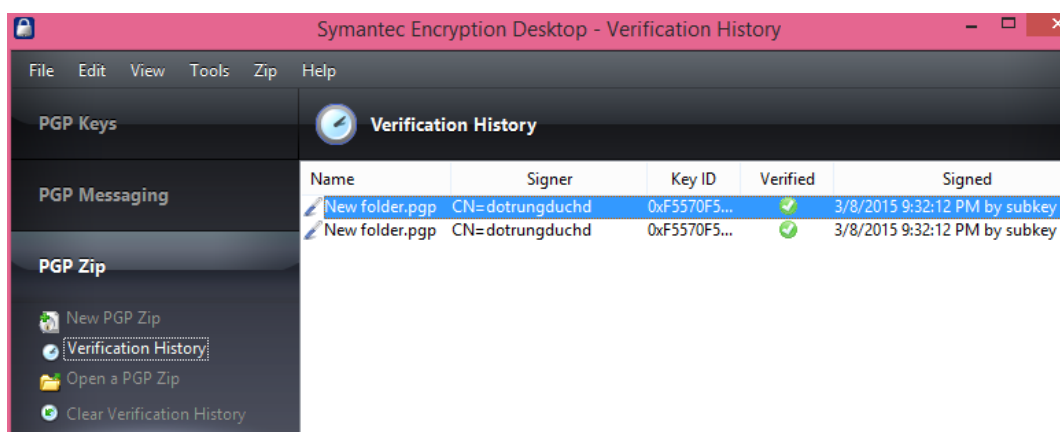 Symantec Encryption Desktop - Verification History
File Edit View Tools Zip Help
PGP Keys
Verification History
PGP Messaging
Name Signer Key ID Verified Signed
New folder.pgp CN=dotrungduchd 0xF5570F5... 3/8/2015 9:32:12 PM by subkey
New folder.pgp CN=dotrungduchd 0xF5570F5... 3/8/2015 9:32:12 PM by subkey
PGP Zip
New PGP Zip
Verification History
Open a PGP Zip
Clear Verification History